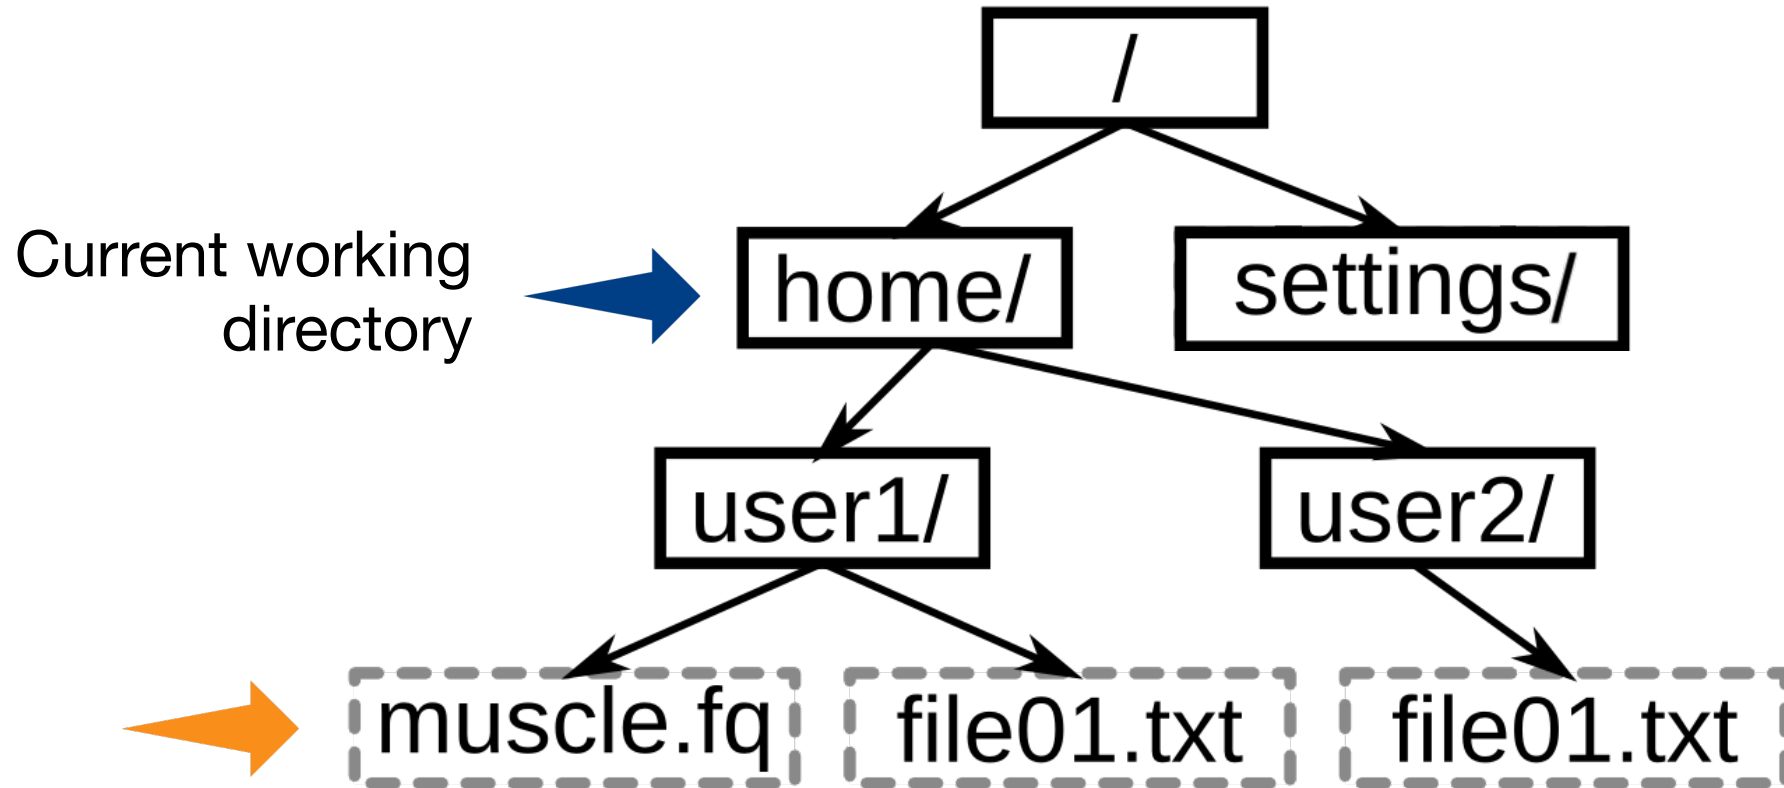 /
Current working
directory
home/
settings/
user1/
user2/
muscle.fq
file01.txt
file01.txt